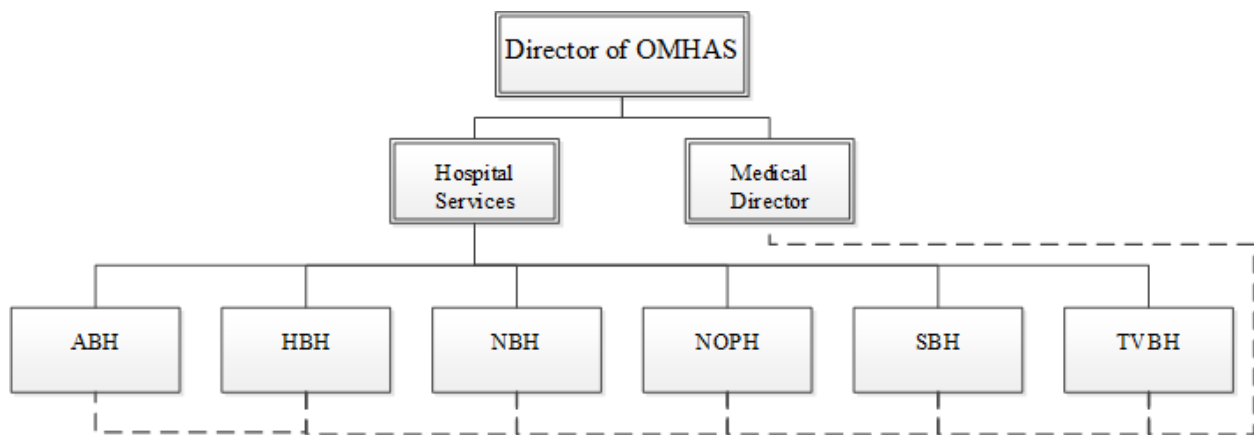 Director of OMHAS
Hospital
Services
Medical
Director
ABH
HBH
NBH
NOPH
SBH
TVBH